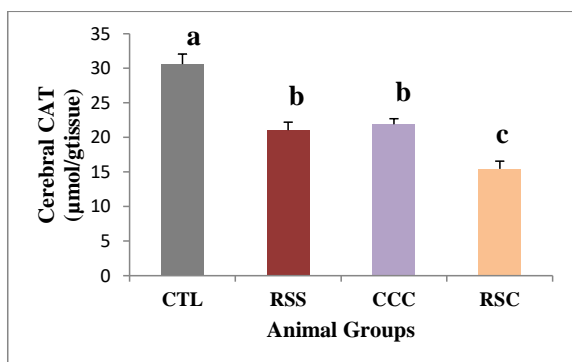 35
30
25
20
15
10
5
0
Cerebral CAT
(µmol/gtissue)
a
b
b
c
CTL RSS CCC RSC
Animal Groups